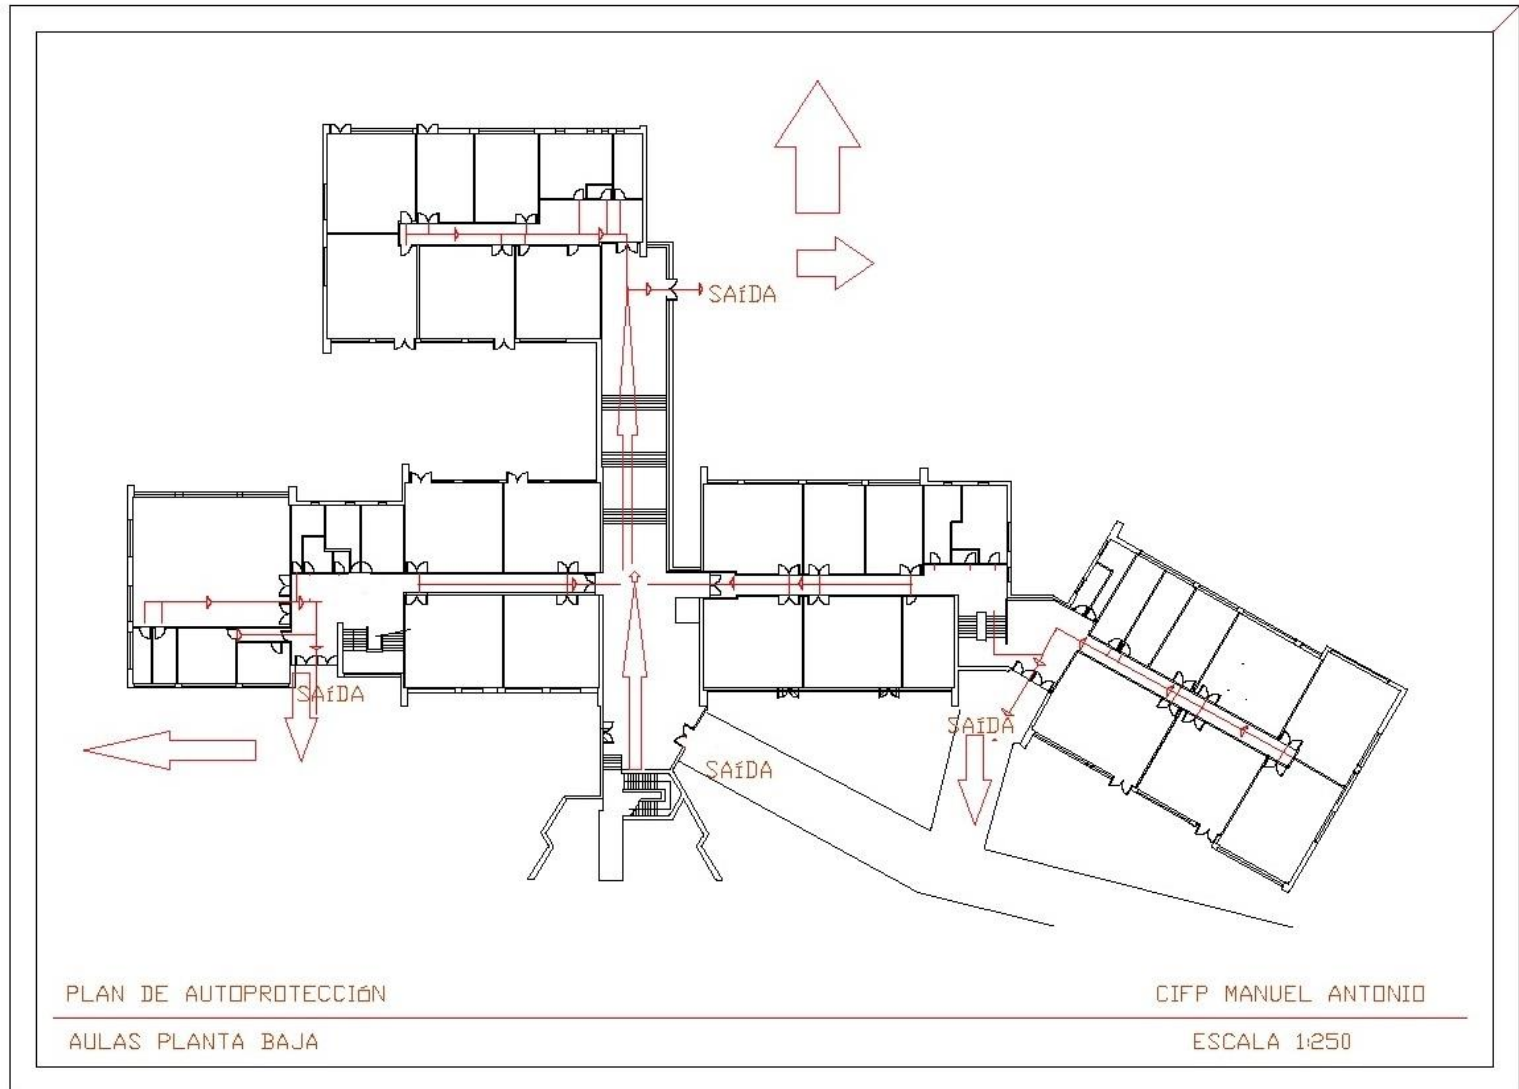 SAÍDA
SAÍDA
SAÍDA
SAÍDA
PLAN DE AUTOPROTECCIóN
CIFP MANUEL ANTONIO
AULAS PLANTA BAJA
ESCALA 1:250